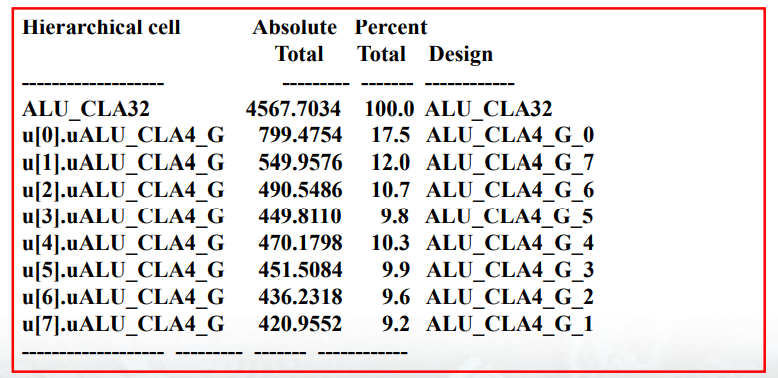 Hierarchical cell Absolute Percent
Total Total Design
------------------- --------- ------- ------------
ALU_CLA32 4567.7034 100.0 ALU_CLA32
u[0].uALU_CLA4_G 799.4754 17.5 ALU_CLA4_G_0
u[1].uALU_CLA4_G 549.9576 12.0 ALU_CLA4_G_7
u[2].uALU_CLA4_G 490.5486 10.7 ALU_CLA4_G_6
u[3].uALU_CLA4_G 449.8110 9.8 ALU_CLA4_G_5
u[4].uALU_CLA4_G 470.1798 10.3 ALU_CLA4_G_4
u[5].uALU_CLA4_G 451.5084 9.9 ALU_CLA4_G_3
u[6].uALU_CLA4_G 436.2318 9.6 ALU_CLA4_G_2
u[7].uALU_CLA4_G 420.9552 9.2 ALU_CLA4_G_1
------------------- --------- ------- ------------